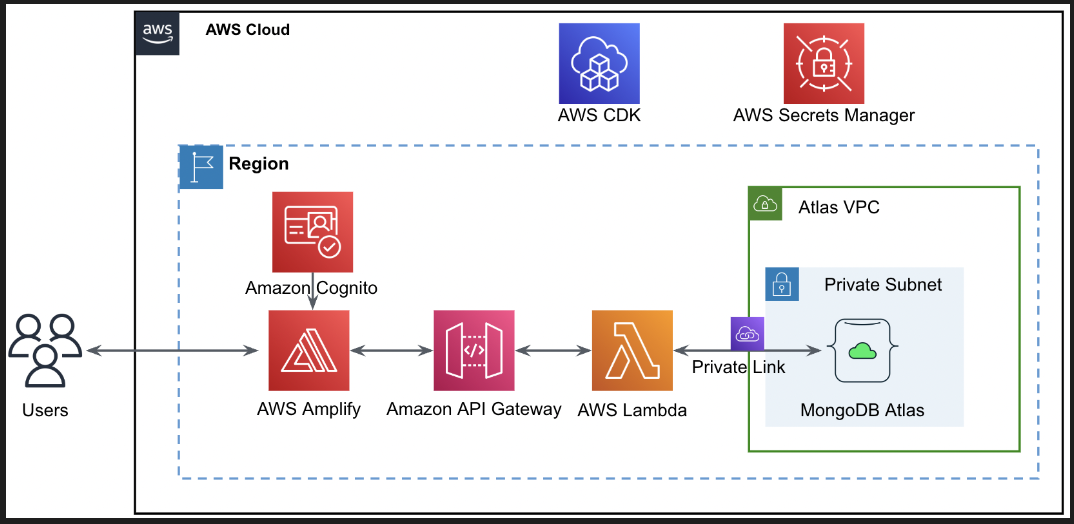 aws
AWS Cloud
AWS CDK
AWS Secrets Manager
Region
Atlas VPC
Amazon Cognito
Private Subnet
</>
Private Link
Users
AWS Amplify
Amazon API Gateway
AWS Lambda
MongoDB Atlas